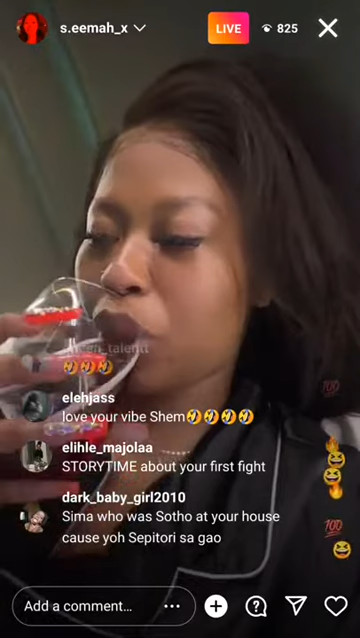 s.eemah_x
LIVE
825
🤣🤣🤣
elehjass
love your vibe Shem🤣🤣🤣🤣
elihle_majolaa
STORYTIME about your first fight
dark_baby_girl2010
Sima who was Sotho at your house
cause yoh Sepitori sa gao
Add a comment...